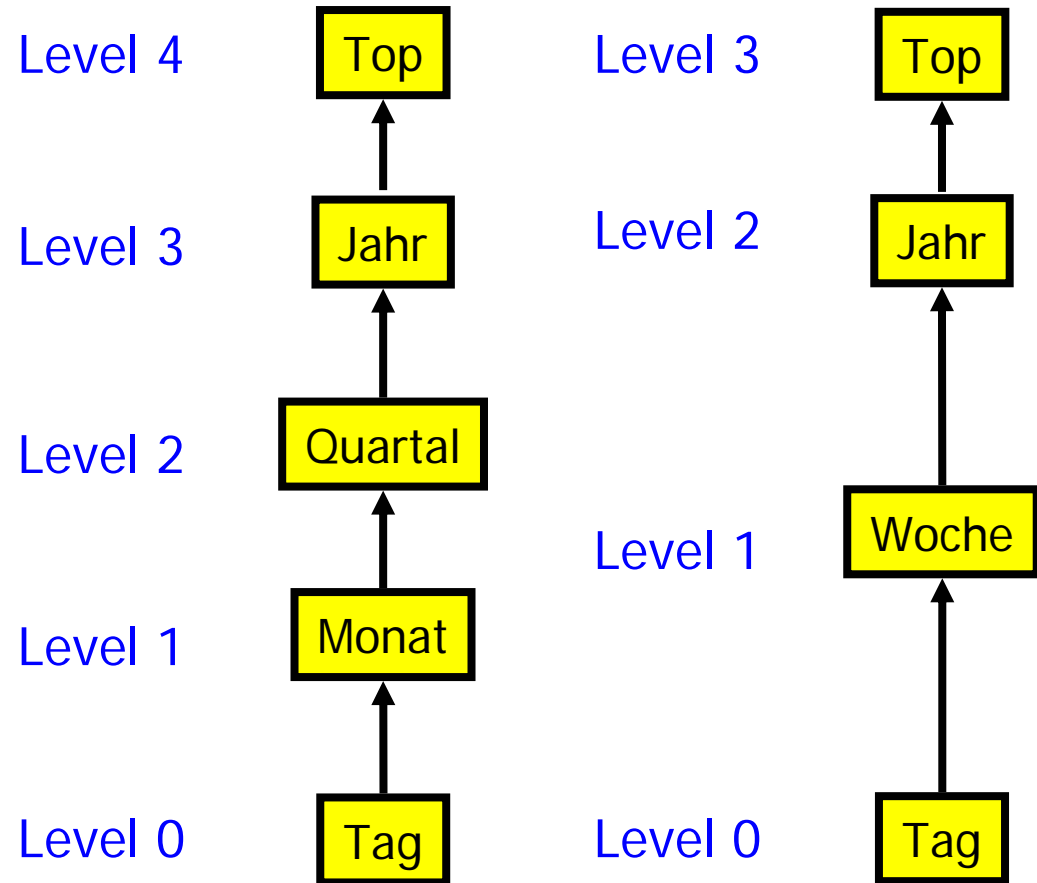 Level 4
Top
Level 3
Top
Level 3
Jahr
Level 2
Jahr
Level 2
Quartal
Level 1
Woche
Level 1
Monat
Level 0
Tag
Level 0
Tag